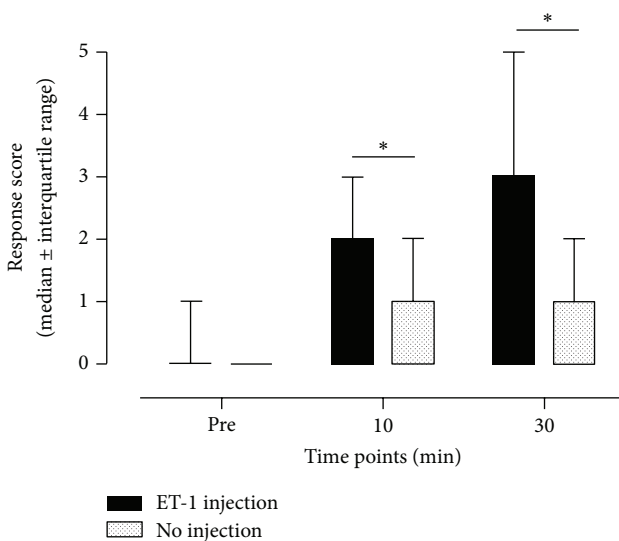 *
*
5
4
3
2
1
0
Response score
(median ± interquartile range)
Pre
10
30
Time points (min)
ET-1 injection
No injection